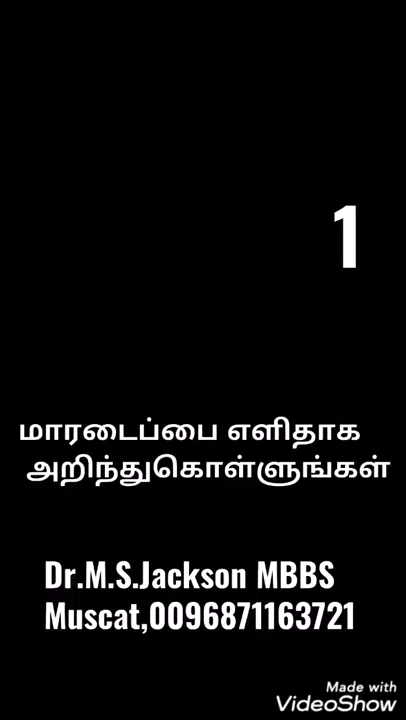 1
மாரடைப்பை எளிதாக
அறிந்துகொள்ளுங்கள்
Dr.M.S.Jackson MBBS
Muscat,0096871163721
Made with
VideoShow